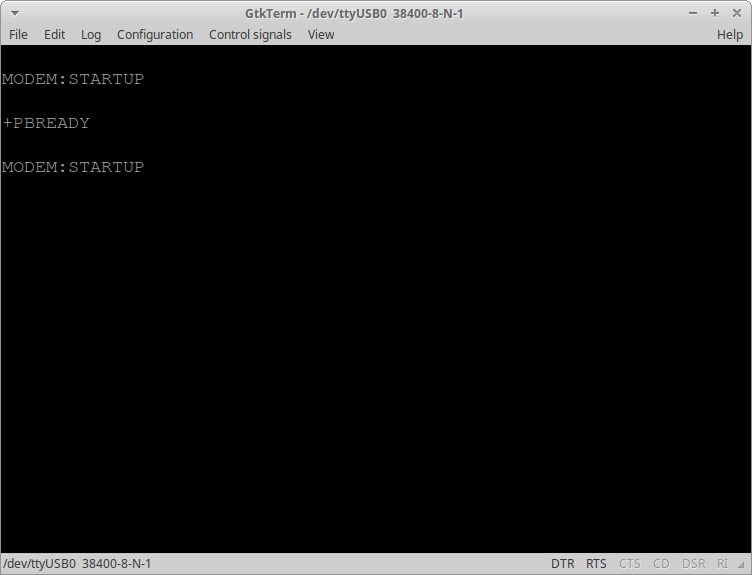 GtkTerm - /dev/ttyUSB0 38400-8-N-1
File Edit Log Configuration Control signals View Help
MODEM:STARTUP
+PBREADY
MODEM:STARTUP
/dev/ttyUSB0 38400-8-N-1 DTR RTS CTS CD DSR RI